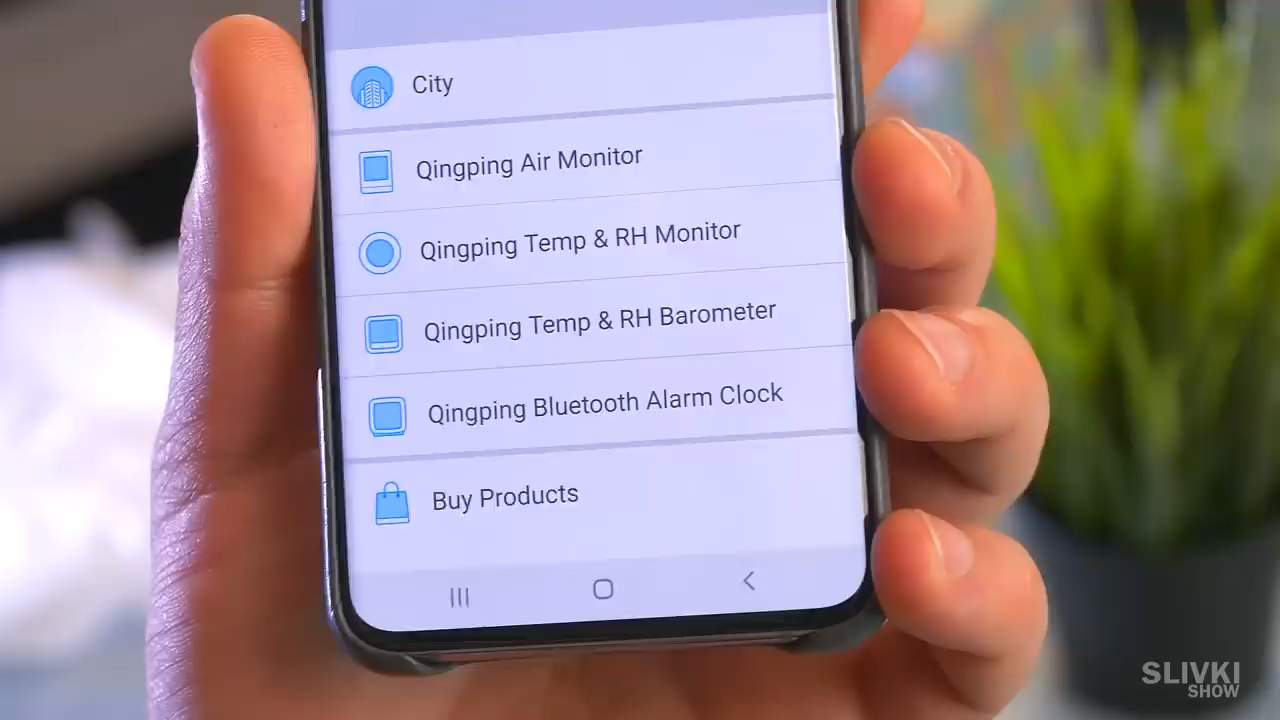 City
Qingping Air Monitor
Qingping Temp & RH Monitor
Qingping Temp & RH Barometer
Qingping Bluetooth Alarm Clock
Buy Products
SLIVKI
SHOW